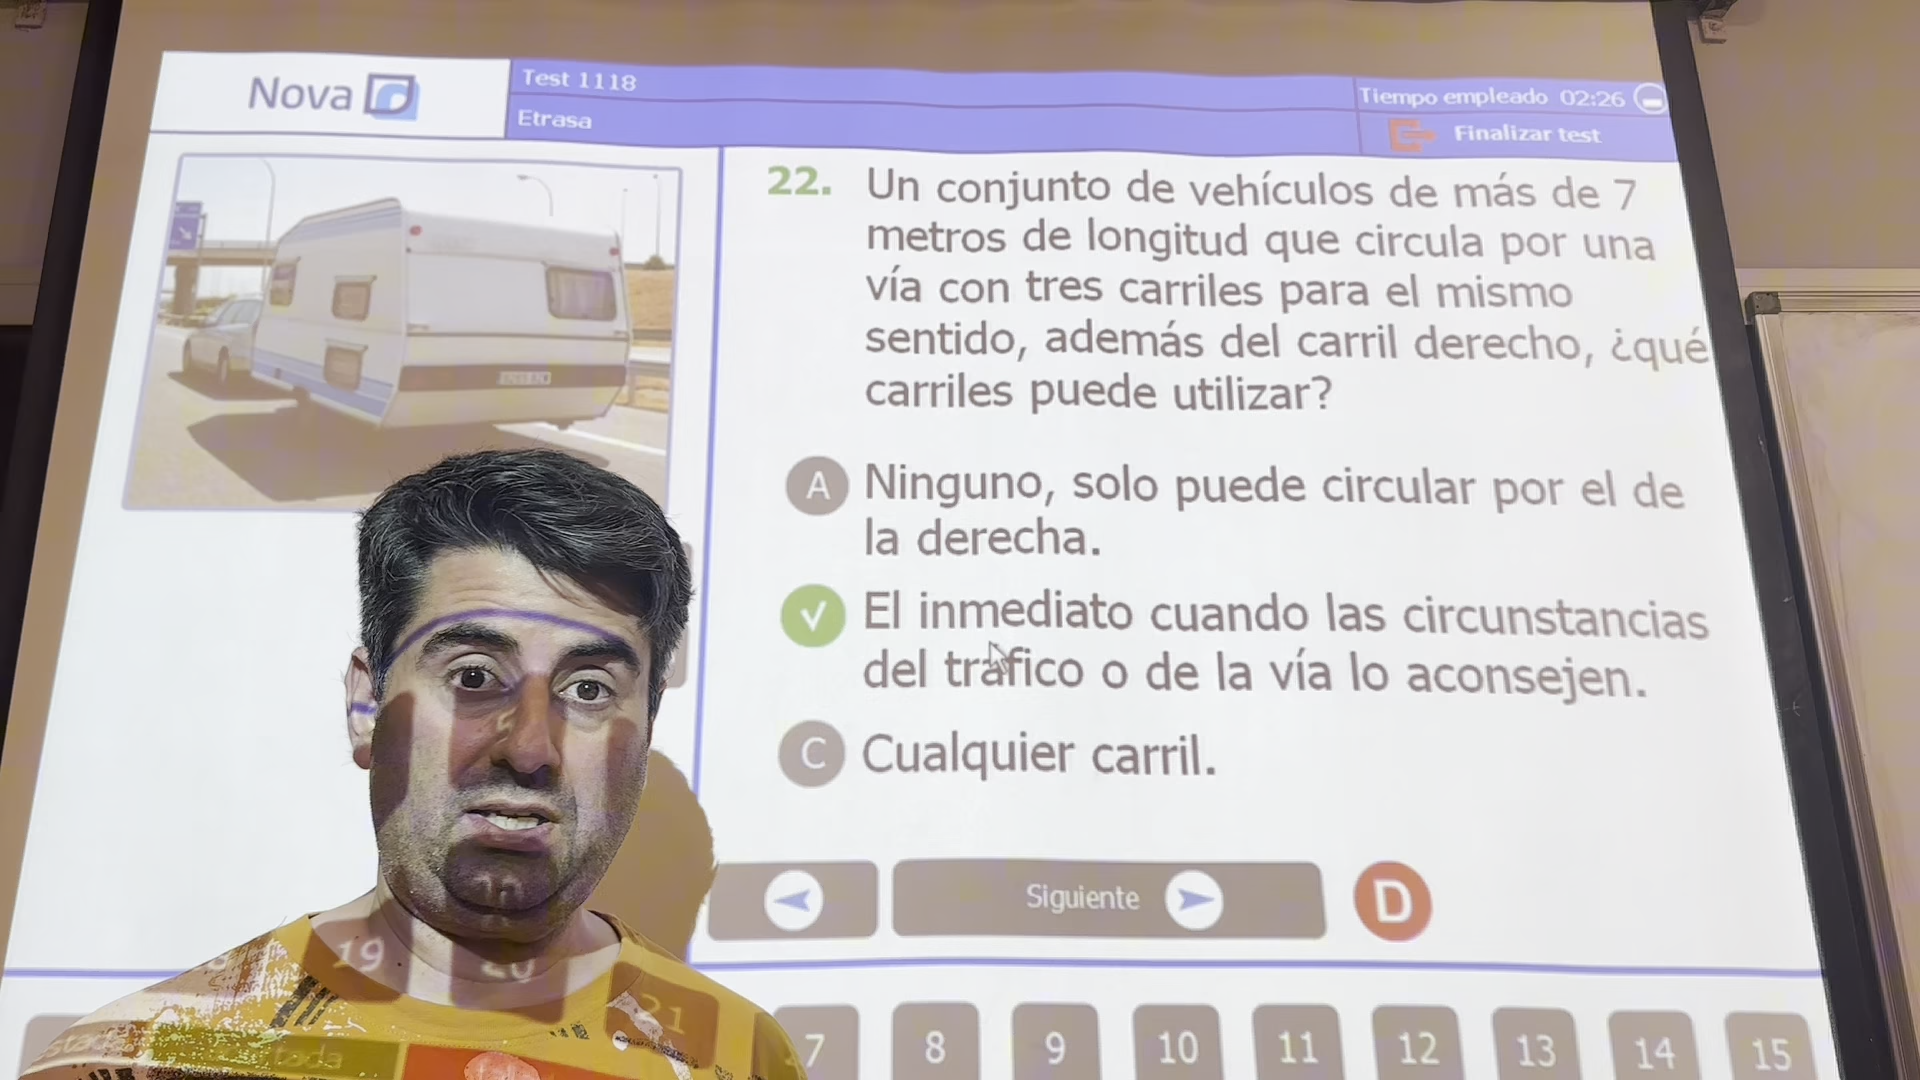 Nova
Test 1118
Etrasa
Tiempo empleado 02:26
Finalizar test
22. Un conjunto de vehículos de más de 7
metros de longitud que circula por una
vía con tres carriles para el mismo
sentido, además del carril derecho, ¿qué
carriles puede utilizar?
A Ninguno, solo puede circular por el de
la derecha.
El inmediato cuando las circunstancias
del tráfico o de la vía lo aconsejen.
C Cualquier carril.
Siguiente
D
19
20
21
7
8
9
10
11
12
13
14
15